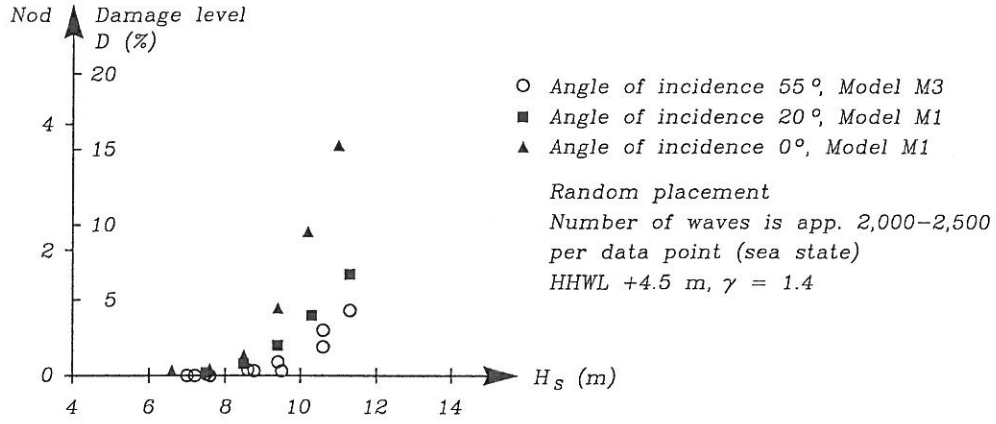 Nod Damage level
D (%)
20
4
15
10
2
5
0
4 6 8 10 12 14
H_S (m)
Angle of incidence 55°, Model M3
Angle of incidence 20°, Model M1
Angle of incidence 0°, Model M1
Random placement
Number of waves is app. 2,000-2,500
per data point (sea state)
HHWL +4.5 m, γ = 1.4